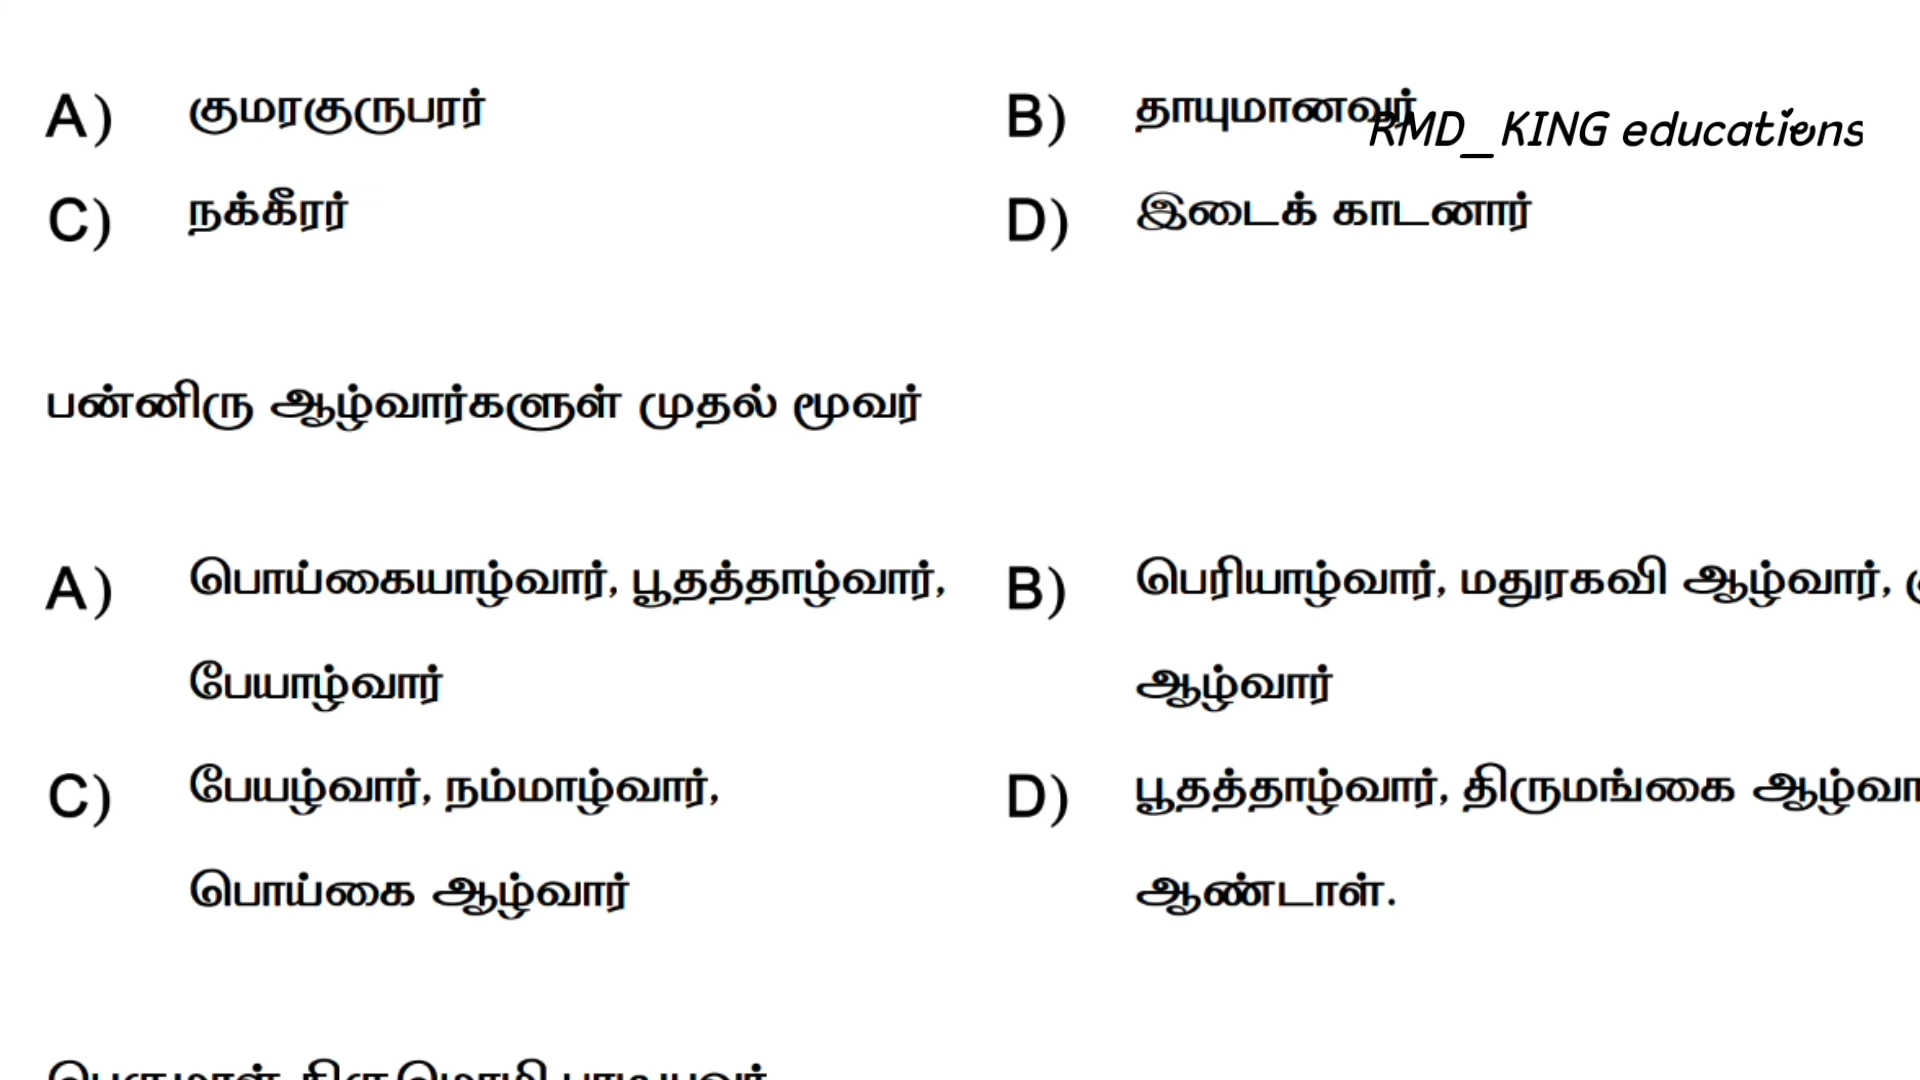 A) குமரகுருபரர் B) தாயுமானவர்
RMD_KING educations
C) நக்கீரர் D) இடைக் காடனார்
பன்னிரு ஆழ்வார்களுள் முதல் மூவர்
A) பொய்கையாழ்வார், பூதத்தாழ்வார், B) பெரியாழ்வார், மதுரகவி ஆழ்வார்,
பேயாழ்வார் ஆழ்வார்
C) பேயழ்வார், நம்மாழ்வார், D) பூதத்தாழ்வார், திருமங்கை
பொய்கை ஆழ்வார் ஆண்டாள்.